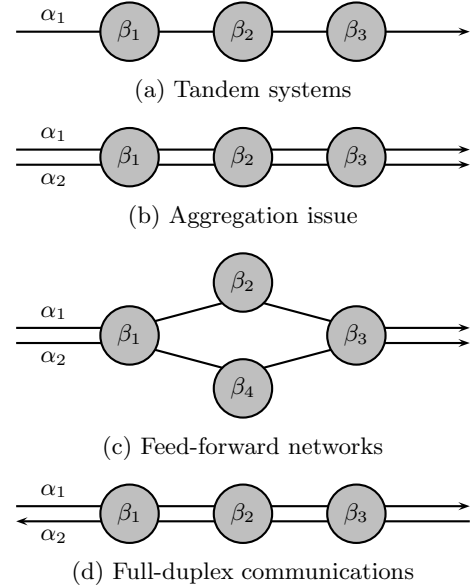 α₁ β₁ β₂ β₃
(a) Tandem systems
α₁
β₁ β₂ β₃
α₂
(b) Aggregation issue
β₂
α₁
β₁ β₃
α₂
β₄
(c) Feed-forward networks
α₁
β₁ β₂ β₃
α₂
(d) Full-duplex communications